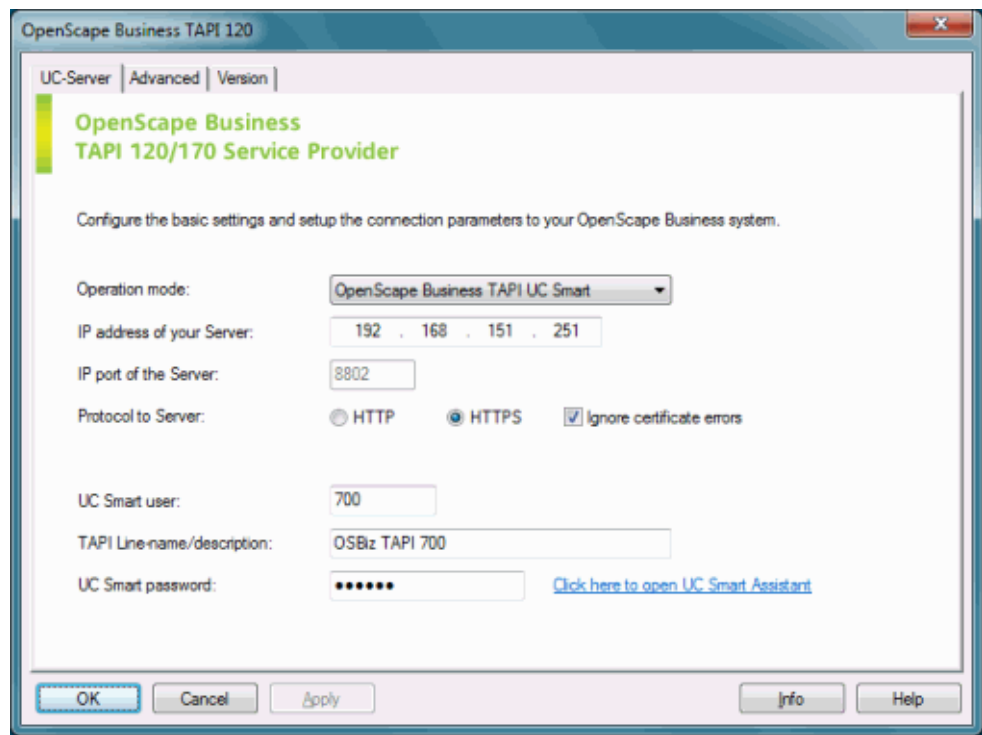 OpenScape Business TAPI 120
UC-Server Advanced Version
OpenScape Business
TAPI 120/170 Service Provider
Configure the basic settings and setup the connection parameters to your OpenScape Business system.
Operation mode: OpenScape Business TAPI UC Smart
IP address of your Server: 192 . 168 . 151 . 251
IP port of the Server: 8802
Protocol to Server: HTTP HTTPS Ignore certificate errors
UC Smart user: 700
TAPI Line-name/description: OSBiz TAPI 700
UC Smart password: •••••• Click here to open UC Smart Assistant
OK Cancel Apply Info Help